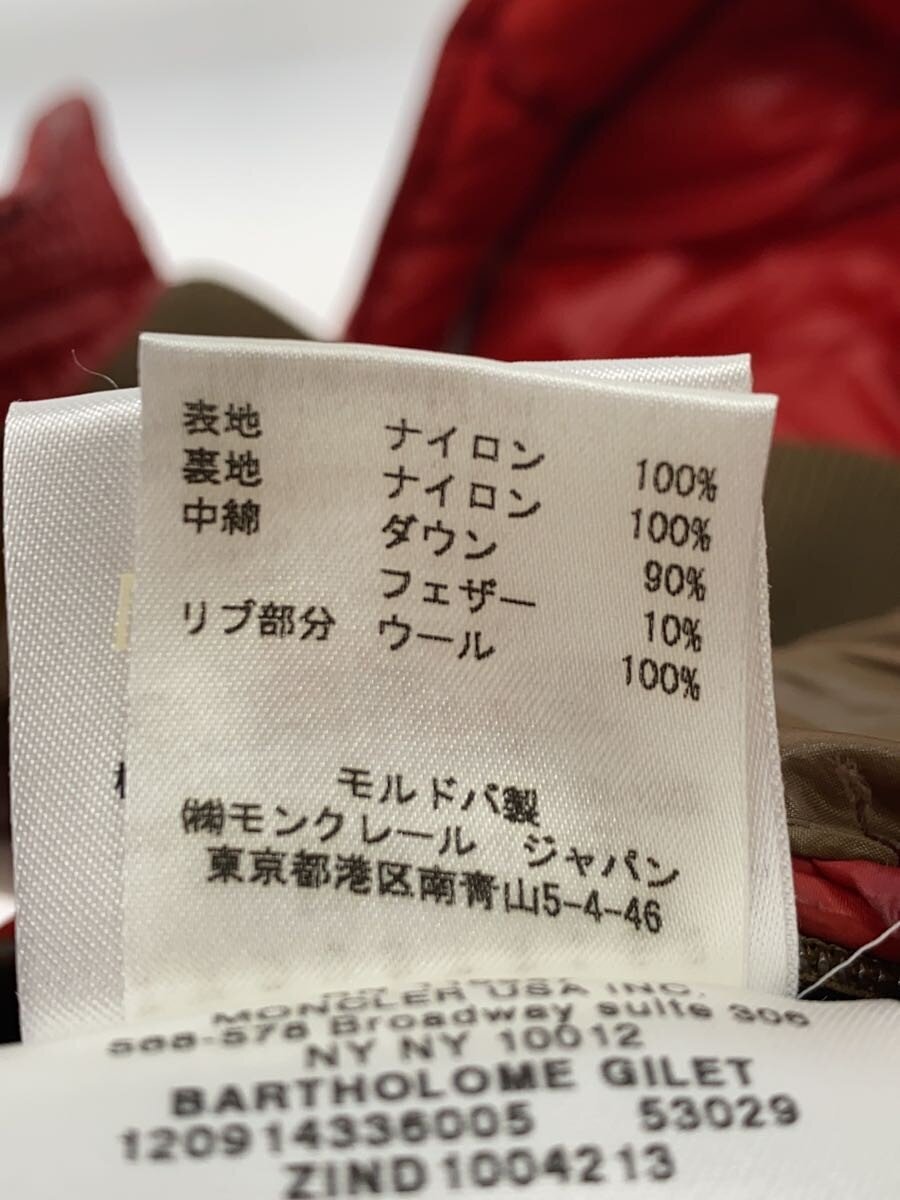 表地 ナイロン 100%
裏地 ナイロン 100%
中綿 ダウン 90%
フェザー 10%
リブ部分 ウール 100%
モルドバ製
㈱モンクレール ジャパン
東京都港区南青山5-4-46
MONCLER USA INC.
568-578 Broadway suite 306
NY NY 10012
BARTHOLOME GILET
120914336005 53029
ZIND1004213